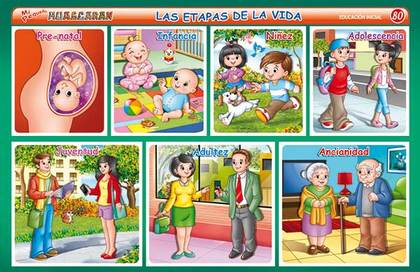 Mi Pequeño HUASCARAN
LAS ETAPAS DE LA VIDA
EDUCACIÓN INICIAL
80
Pre-natal
Infancia
Niñez
Adolescencia
Juventud
Adultez
Ancianidad